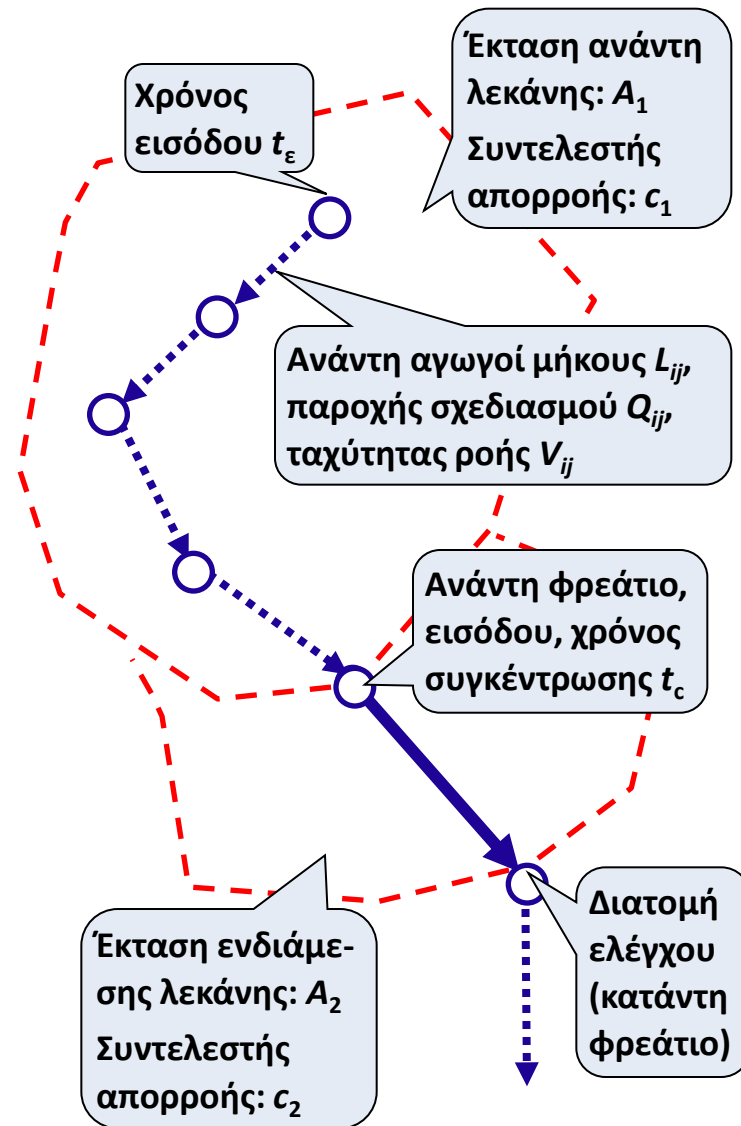 Χρόνος
εισόδου tε
Έκταση ανάντη
λεκάνης: A1
Συντελεστής
απορροής: c1
Ανάντη αγωγοί μήκους Lij,
παροχής σχεδιασμού Qij,
ταχύτητας ροής Vij
Ανάντη φρεάτιο,
εισόδου, χρόνος
συγκέντρωσης tc
Έκταση ενδιάμε-
σης λεκάνης: A2
Συντελεστής
απορροής: c2
Διατομή
ελέγχου
(κατάντη
φρεάτιο)